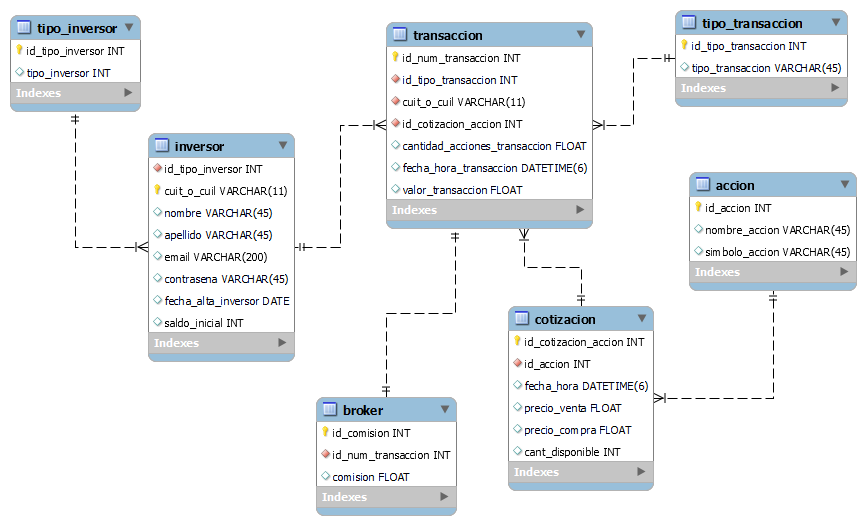 tipo_inversor
id_tipo_inversor INT
tipo_inversor INT
Indexes
inversor
id_tipo_inversor INT
cuit_o_cuil VARCHAR(11)
nombre VARCHAR(45)
apellido VARCHAR(45)
email VARCHAR(200)
contrasena VARCHAR(45)
fecha_alta_inversor DATE
saldo_inicial INT
Indexes
transaccion
id_num_transaccion INT
id_tipo_transaccion INT
cuit_o_cuil VARCHAR(11)
id_cotizacion_accion INT
cantidad_acciones_transaccion FLOAT
fecha_hora_transaccion DATETIME(6)
valor_transaccion FLOAT
Indexes
tipo_transaccion
id_tipo_transaccion INT
tipo_transaccion VARCHAR(45)
Indexes
accion
id_accion INT
nombre_accion VARCHAR(45)
simbolo_accion VARCHAR(45)
Indexes
cotizacion
id_cotizacion_accion INT
id_accion INT
fecha_hora DATETIME(6)
precio_venta FLOAT
precio_compra FLOAT
cant_disponible INT
Indexes
broker
id_comision INT
id_num_transaccion INT
comision FLOAT
Indexes